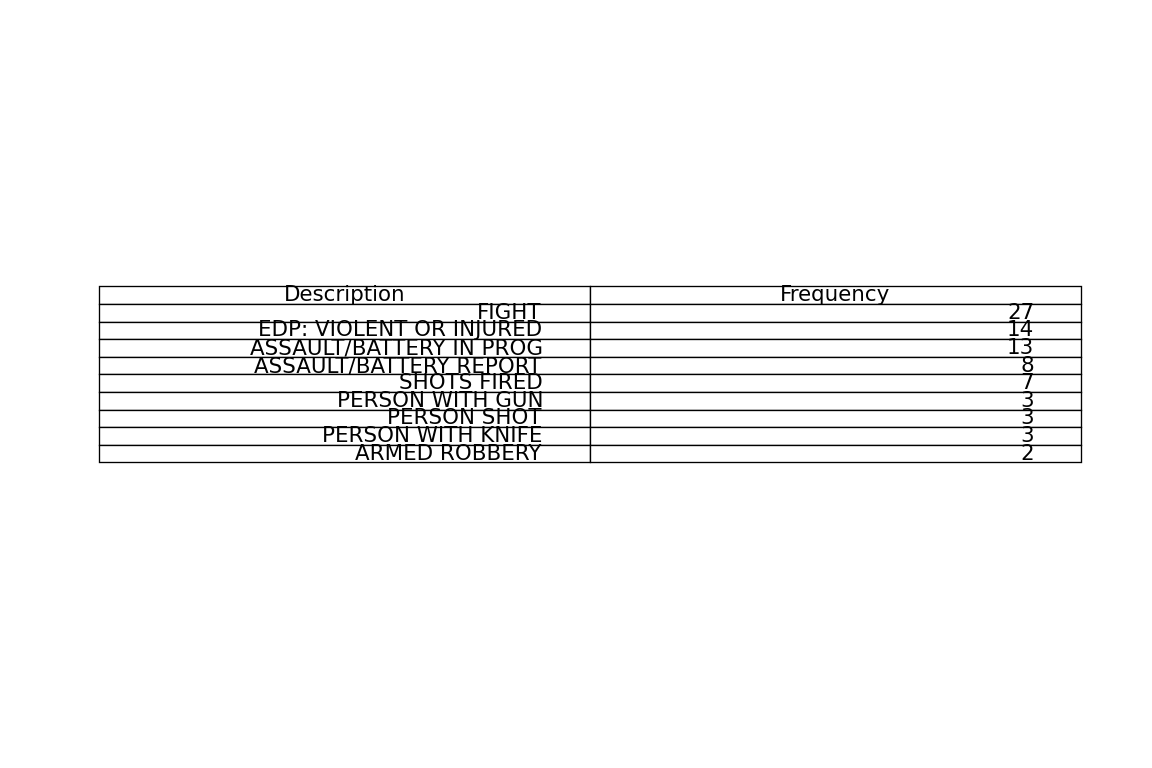 Description Frequency
FIGHT 27
EDP: VIOLENT OR INJURED 14
ASSAULT/BATTERY IN PROG 13
ASSAULT/BATTERY REPORT 8
SHOTS FIRED 7
PERSON WITH GUN 3
PERSON SHOT 3
PERSON WITH KNIFE 3
ARMED ROBBERY 2